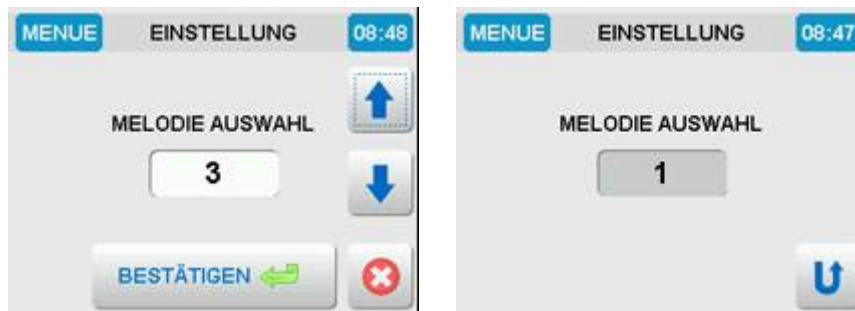 MENUE EINSTELLUNG 08:48
MELODIE AUSWAHL
3
BESTÄTIGEN
MENUE EINSTELLUNG 08:47
MELODIE AUSWAHL
1